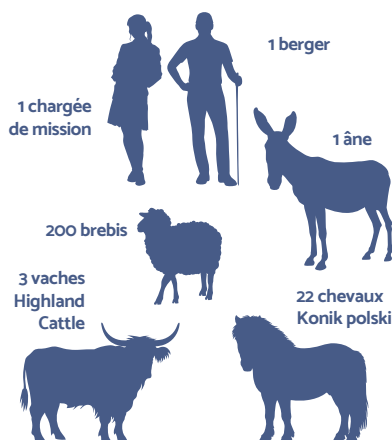 1 berger
1 chargée
de mission
1 âne
200 brebis
3 vaches
Highland
Cattle
22 chevaux
Konik polski